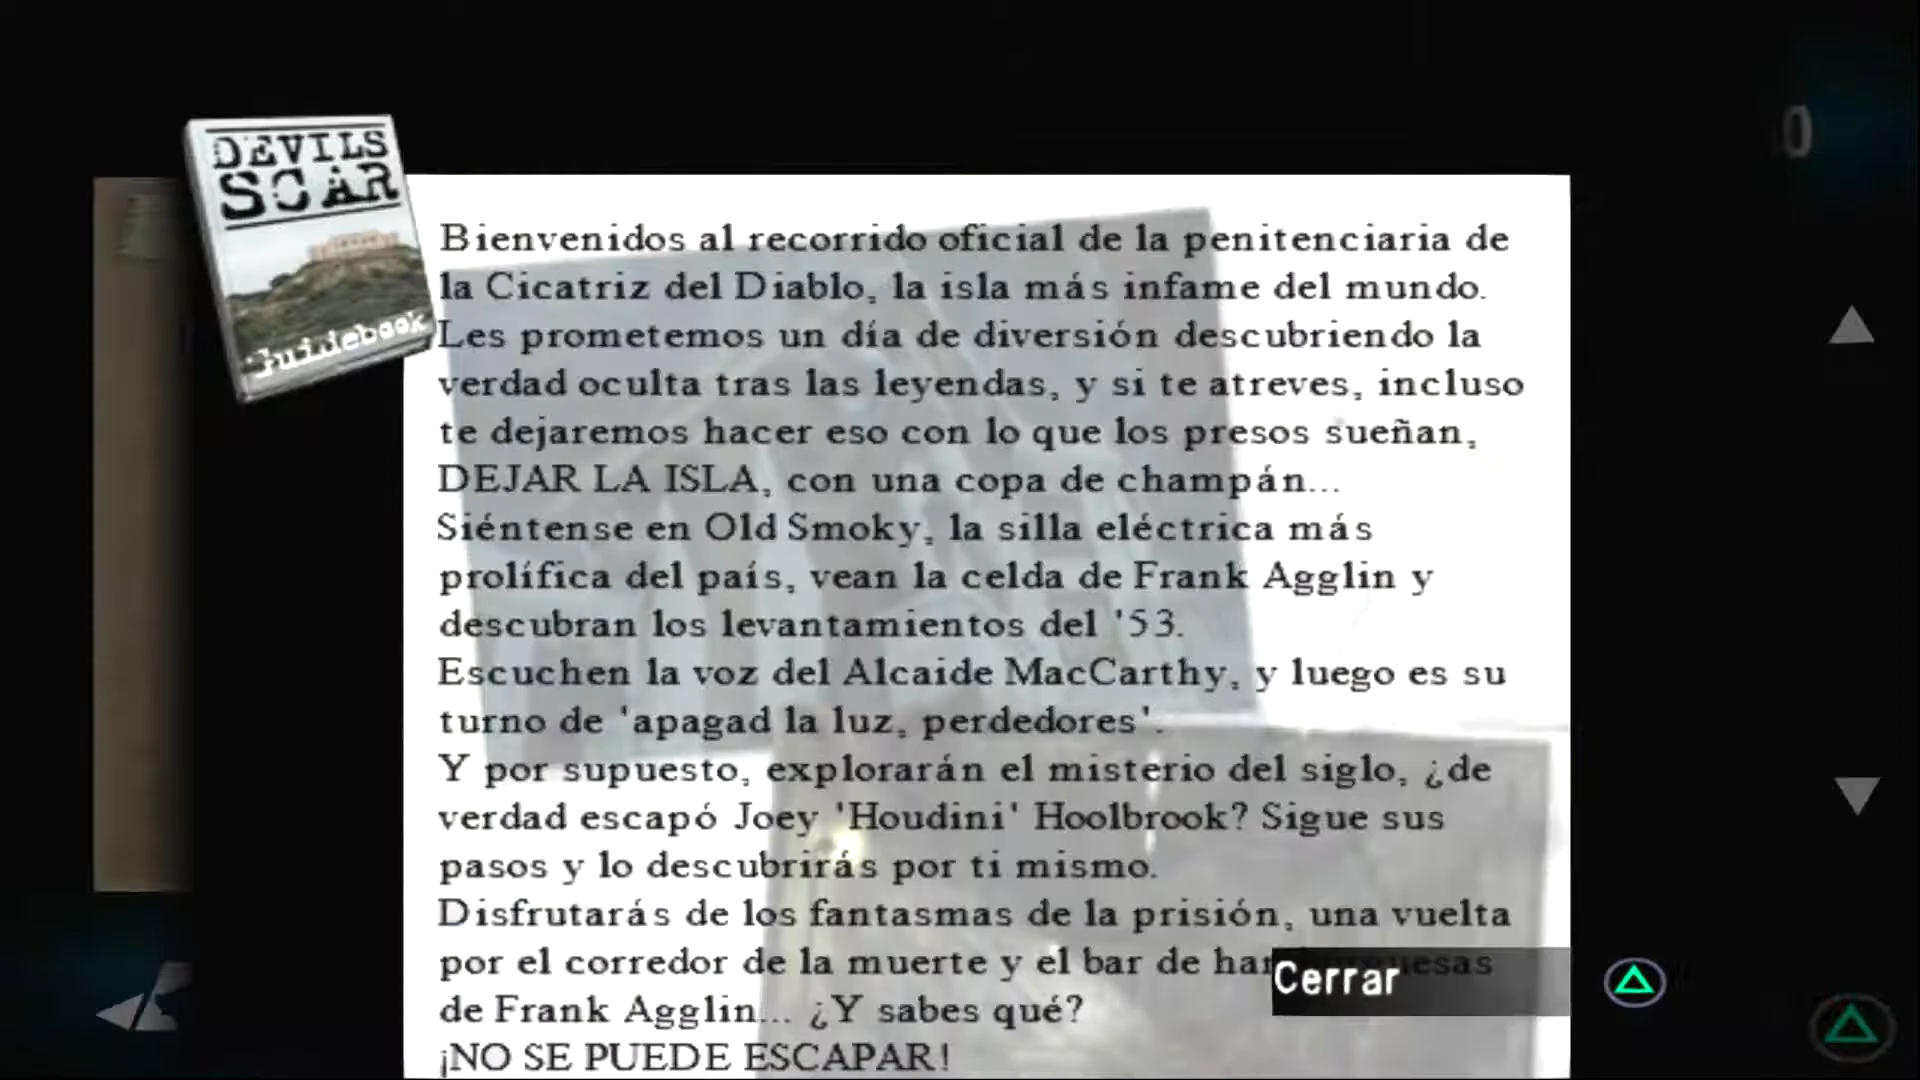 DEVILS
SCAR
Guidebook
0
Bienvenidos al recorrido oficial de la penitenciaria de
la Cicatriz del Diablo, la isla más infame del mundo.
Les prometemos un día de diversión descubriendo la
verdad oculta tras las leyendas, y si te atreves, incluso
te dejaremos hacer eso con lo que los presos sueñan,
DEJAR LA ISLA, con una copa de champán...
Siéntense en Old Smoky, la silla eléctrica más
prolífica del país, vean la celda de Frank Agglin y
descubran los levantamientos del '53.
Escuchen la voz del Alcaide MacCarthy, y luego es su
turno de 'apagad la luz, perdedores'.
Y por supuesto, explorarán el misterio del siglo, ¿de
verdad escapó Joey 'Houdini' Hoolbrook? Sigue sus
pasos y lo descubrirás por ti mismo.
Disfrutarás de los fantasmas de la prisión, una vuelta
por el corredor de la muerte y el bar de hamburguesas
de Frank Agglin... ¿Y sabes qué?
¡NO SE PUEDE ESCAPAR!
Cerrar